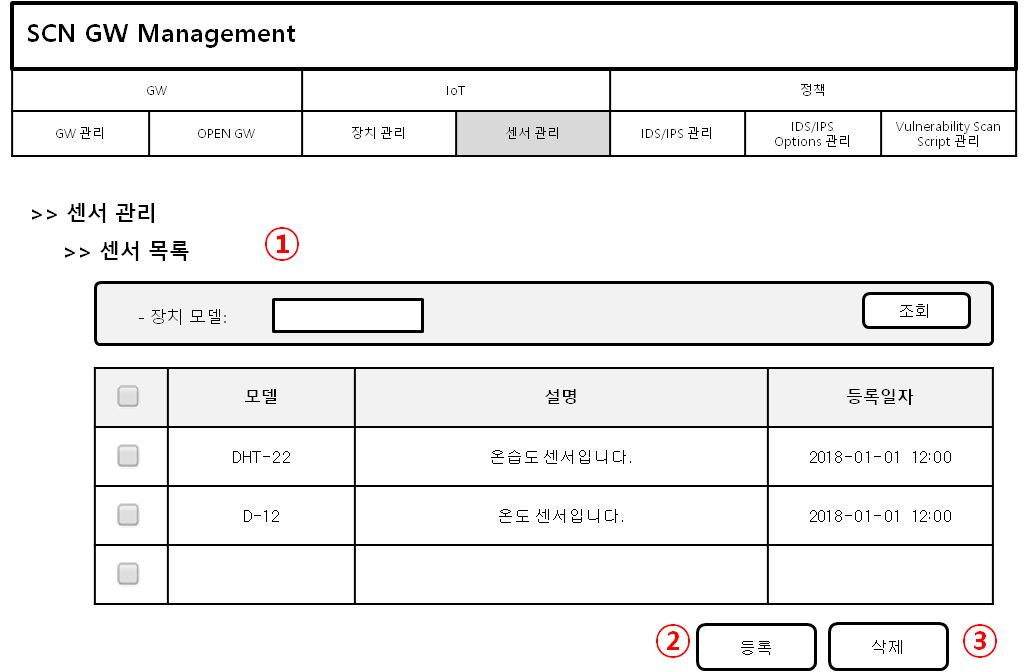 SCN GW Management
GW IoT 정책
GW 관리 OPEN GW 장치 관리 센서 관리 IDS/IPS 관리 IDS/IPS Options 관리 Vulnerability Scan Script 관리
>> 센서 관리
>> 센서 목록 ①
- 장치 모델: 조회
모델 설명 등록일자
DHT-22 온습도 센서입니다. 2018-01-01 12:00
D-12 온도 센서입니다. 2018-01-01 12:00
② 등록 삭제 ③